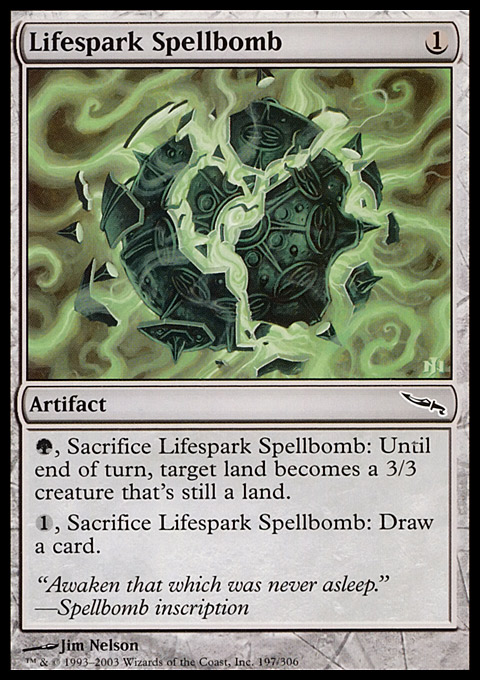 Lifespark Spellbomb 1
Artifact
, Sacrifice Lifespark Spellbomb: Until
end of turn, target land becomes a 3/3
creature that's still a land.
1, Sacrifice Lifespark Spellbomb: Draw
a card.
“Awaken that which was never asleep.”
—Spellbomb inscription
Jim Nelson
™ & © 1993–2003 Wizards of the Coast, Inc. 197/306